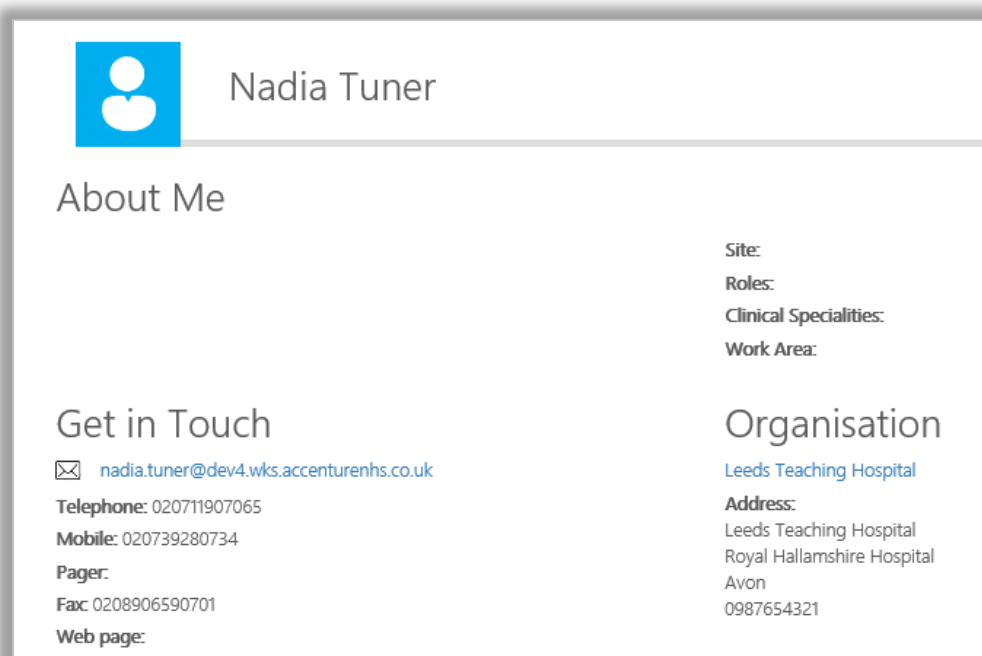 Nadia Tuner
About Me
Site:
Roles:
Clinical Specialities:
Work Area:
Get in Touch
nadia.tuner@dev4.wks.accenturenhs.co.uk
Telephone: 020711907065
Mobile: 020739280734
Pager:
Fax: 0208906590701
Web page:
Organisation
Leeds Teaching Hospital
Address:
Leeds Teaching Hospital
Royal Hallamshire Hospital
Avon
0987654321